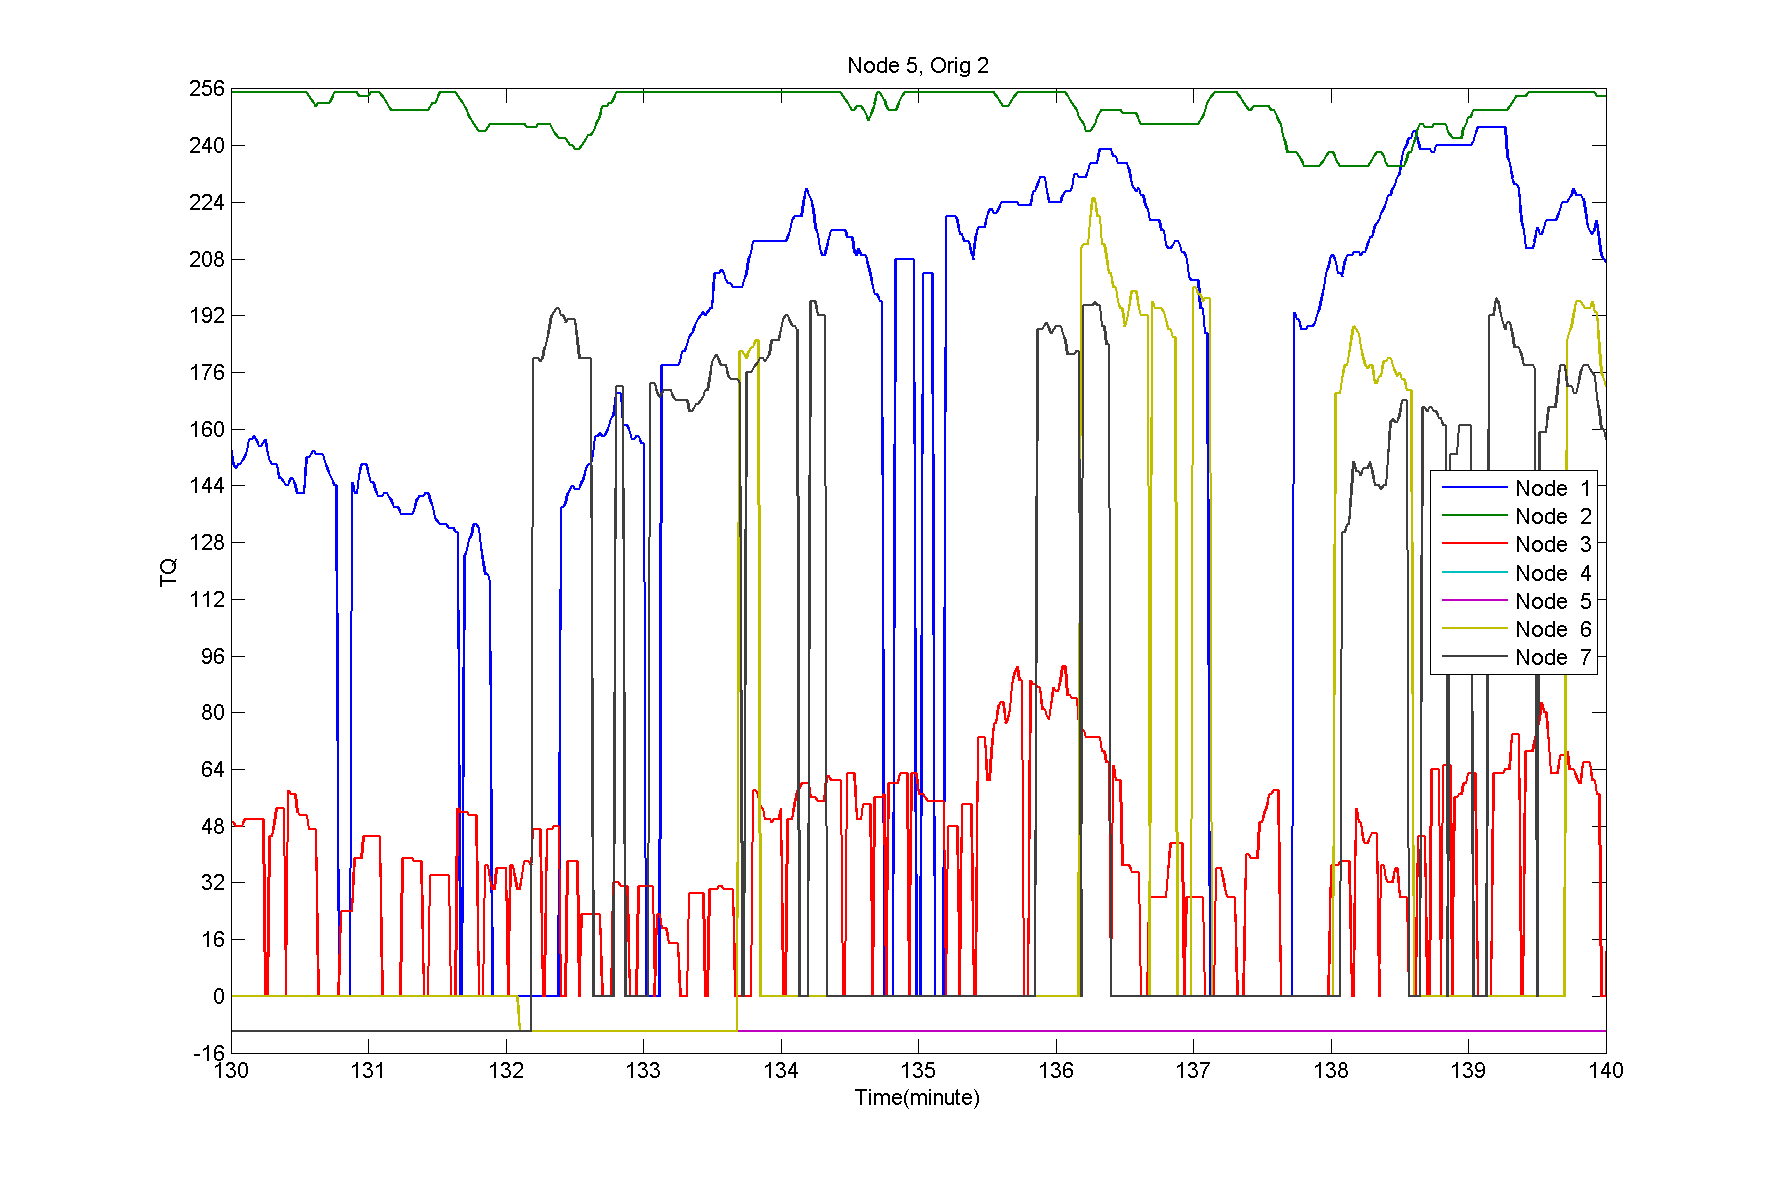 Node 5, Orig 2
256
240
224
208
192
176
160
144
128
112
96
80
64
48
32
16
0
-16
TQ
130 131 132 133 134 135 136 137 138 139 140
Time(minute)
Node 1
Node 2
Node 3
Node 4
Node 5
Node 6
Node 7